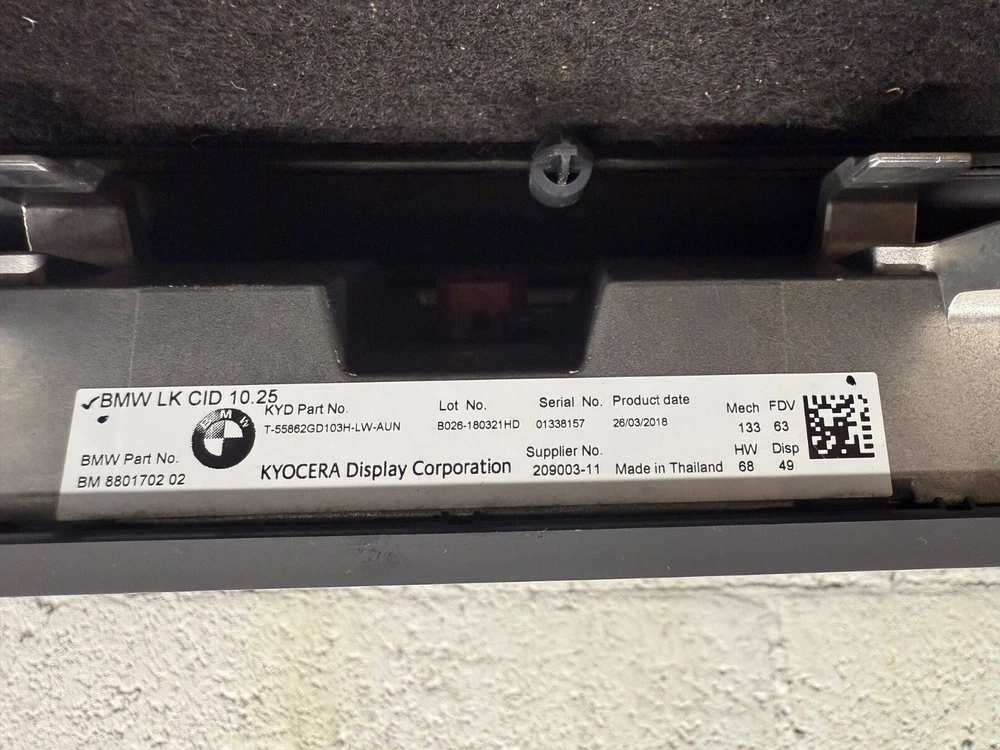 BMW LK CID 10.25
BMW Part No.
BM 8801702 02
BMW
KYD Part No.
T-55862GD103H-LW-AUN
Lot No.
B026-180321HD
Serial No.
01338157
Product date
26/03/2018
KYOCERA Display Corporation
Supplier No.
209003-11
Made in Thailand
Mech FDV
133 63
HW Disp
68 49